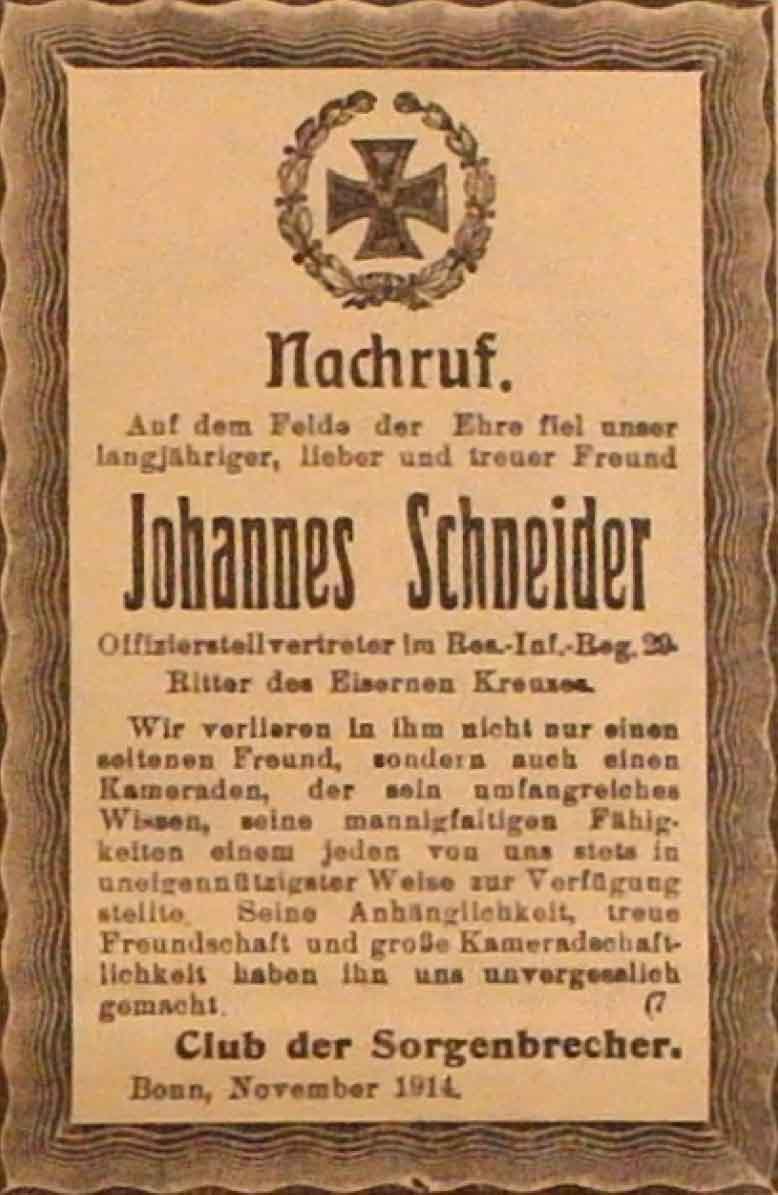 Nachruf.
Auf dem Felde der Ehre fiel unser
langjähriger, lieber und treuer Freund
Johannes Schneider
Offizierstellvertreter im Res.-Inf.-Reg. 29.
Ritter des Eisernen Kreuzes.
Wir verlieren in ihm nicht nur einen
seltenen Freund, sondern auch einen
Kameraden, der sein umfangreiches
Wissen, seine mannigfaltigen Fähig-
keiten einem jeden von uns stets in
uneigennützigster Weise zur Verfügung
stellte. Seine Anhänglichkeit, treue
Freundschaft und große Kameradschaft-
lichkeit haben ihn uns unvergesslich
gemacht. (7
Club der Sorgenbrecher.
Bonn, November 1914.